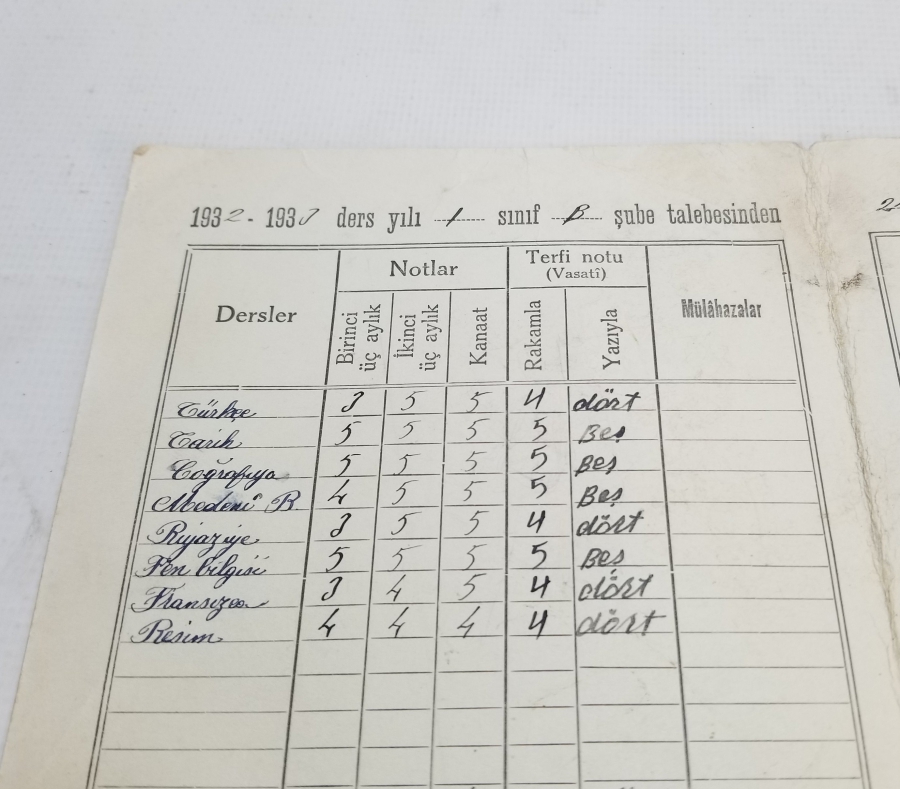 1932 - 1933 ders yılı 1 sınıf B şube talebesinden
Dersler Notlar Terfi notu (Vasatî) Mülâhazalar
Birinci üç aylık İkinci üç aylık Kanaat Rakamla Yazıyla
Türkçe 3 5 5 4 dört
Tarih 5 5 5 5 Beş
Coğrafya 5 5 5 5 Beş
Medenî B. 4 5 5 5 Beş
Riyaziye 3 5 5 4 dört
Fen bilgisi 5 5 5 5 Beş
Fransızca 3 4 5 4 dört
Resim 4 4 4 4 dört